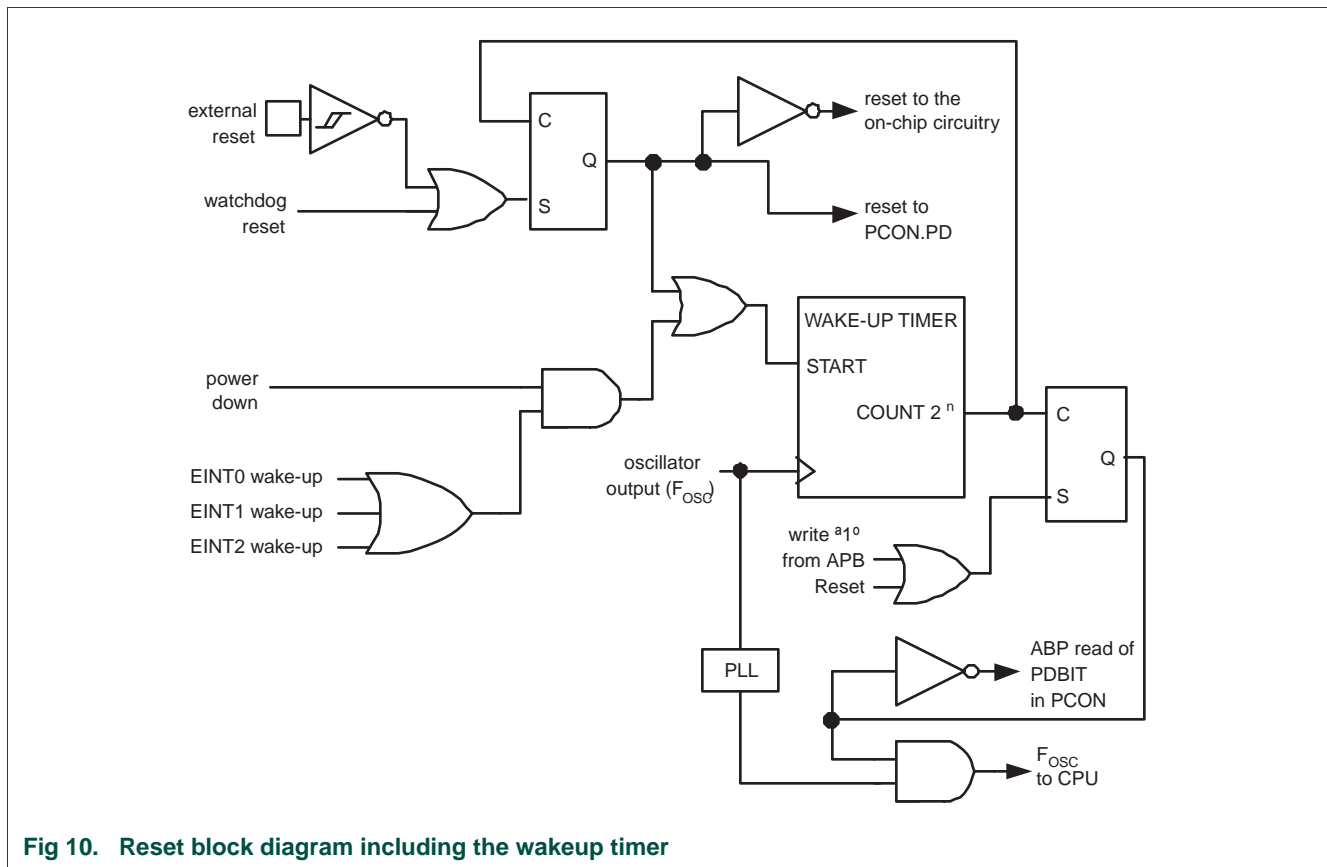 external
reset
C
Q
S
reset to the
on-chip circuitry
watchdog
reset
reset to
PCON.PD
WAKE-UP TIMER
START
COUNT 2 n
power
down
C
Q
S
oscillator
output (FOSC)
EINT0 wake-up
EINT1 wake-up
EINT2 wake-up
write ª1º
from APB
Reset
PLL
ABP read of
PDBIT
in PCON
FOSC
to CPU
Fig 10. Reset block diagram including the wakeup timer